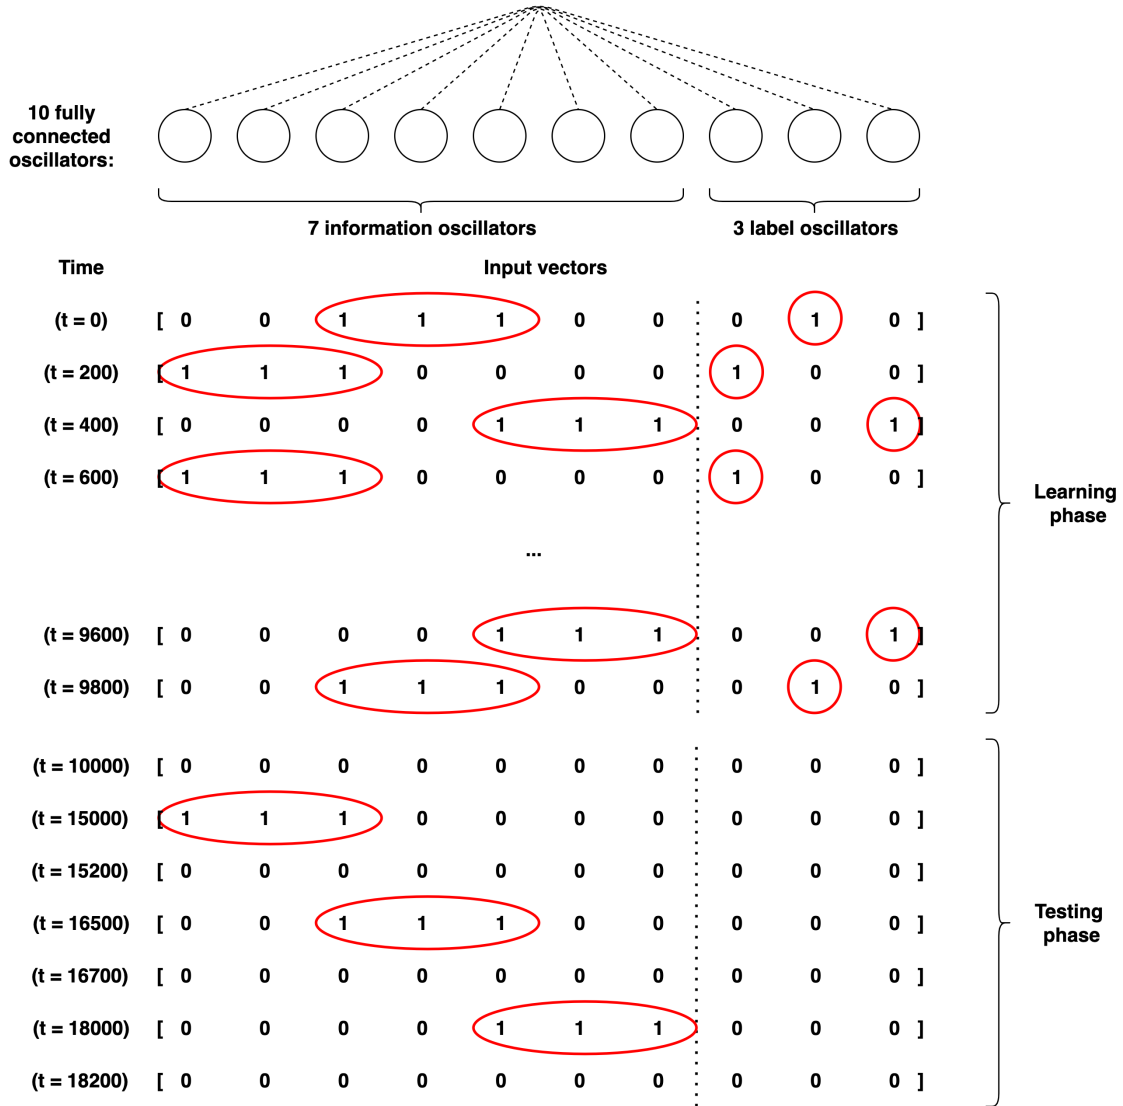 10 fully
connected
oscillators:
7 information oscillators 3 label oscillators
Time Input vectors
(t = 0) [ 0 0 1 1 1 0 0 0 1 0 ]
(t = 200) [ 1 1 1 0 0 0 0 1 0 0 ]
(t = 400) [ 0 0 0 0 1 1 1 0 0 1 ]
(t = 600) [ 1 1 1 0 0 0 0 1 0 0 ]
...
Learning
phase
(t = 9600) [ 0 0 0 0 1 1 1 0 0 1 ]
(t = 9800) [ 0 0 1 1 1 0 0 0 1 0 ]
(t = 10000) [ 0 0 0 0 0 0 0 0 0 0 ]
(t = 15000) [ 1 1 1 0 0 0 0 0 0 0 ]
(t = 15200) [ 0 0 0 0 0 0 0 0 0 0 ]
(t = 16500) [ 0 0 1 1 1 0 0 0 0 0 ]
Testing
phase
(t = 16700) [ 0 0 0 0 0 0 0 0 0 0 ]
(t = 18000) [ 0 0 0 0 1 1 1 0 0 0 ]
(t = 18200) [ 0 0 0 0 0 0 0 0 0 0 ]